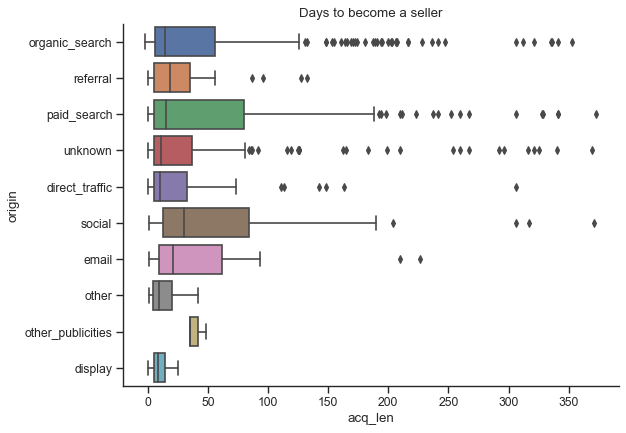 Days to become a seller
organic_search
referral
paid_search
unknown
direct_traffic
social
email
other
other_publicities
display
origin
0 50 100 150 200 250 300 350
acq_len